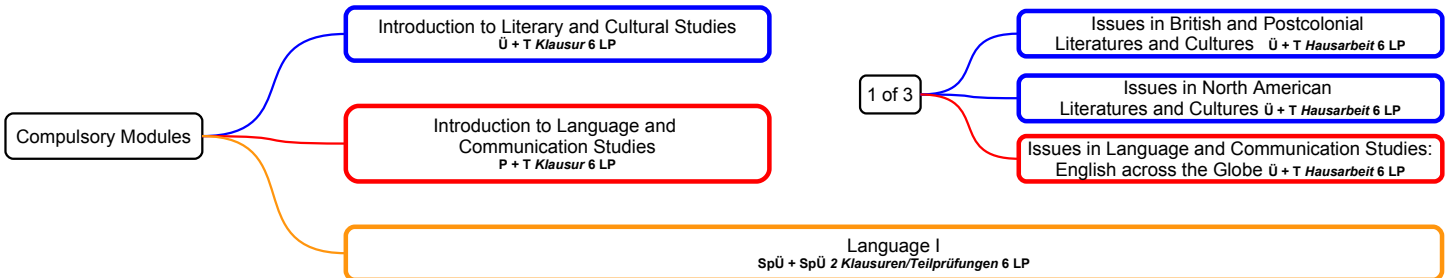 Compulsory Modules
Introduction to Literary and Cultural Studies
Ü + T Klausur 6 LP
Introduction to Language and
Communication Studies
P + T Klausur 6 LP
1 of 3
Issues in British and Postcolonial
Literatures and Cultures Ü + T Hausarbeit 6 LP
Issues in North American
Literatures and Cultures Ü + T Hausarbeit 6 LP
Issues in Language and Communication Studies:
English across the Globe Ü + T Hausarbeit 6 LP
Language I
SpÜ + SpÜ 2 Klausuren/Teilprüfungen 6 LP